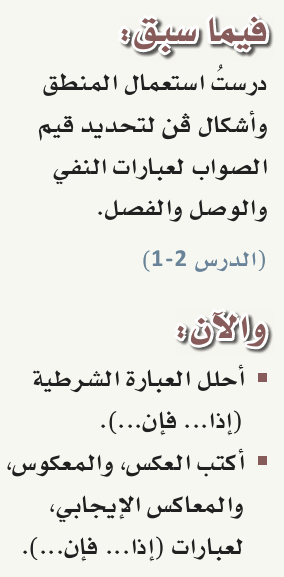 فيما سبق:
درستُ استعمال المنطق
وأشكال ڤن لتحديد قيم
الصواب لعبارات النفي
والوصل والفصل.
(الدرس 2-1)
والآن:
▪ أحلل العبارة الشرطية
(إذا... فإن...).
▪ أكتب العكس، والمعكوس،
والمعاكس الإيجابي،
لعبارات (إذا... فإن...).